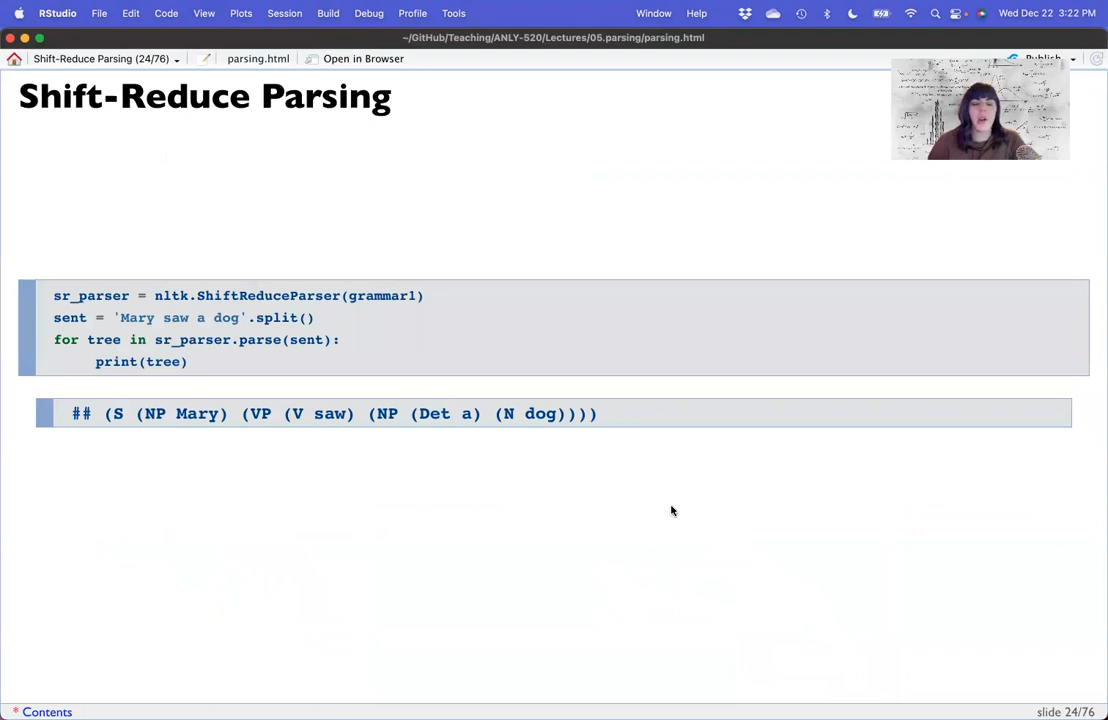 RStudio File Edit Code View Plots Session Build Debug Profile Tools Window Help Wed Dec 22 3:22 PM
~/GitHub/Teaching/ANLY-520/Lectures/05.parsing/parsing.html
Shift-Reduce Parsing (24/76) parsing.html Open in Browser Publish
Shift-Reduce Parsing
sr_parser = nltk.ShiftReduceParser(grammar1)
sent = 'Mary saw a dog'.split()
for tree in sr_parser.parse(sent):
print(tree)
## (S (NP Mary) (VP (V saw) (NP (Det a) (N dog))))
* Contents
slide 24/76